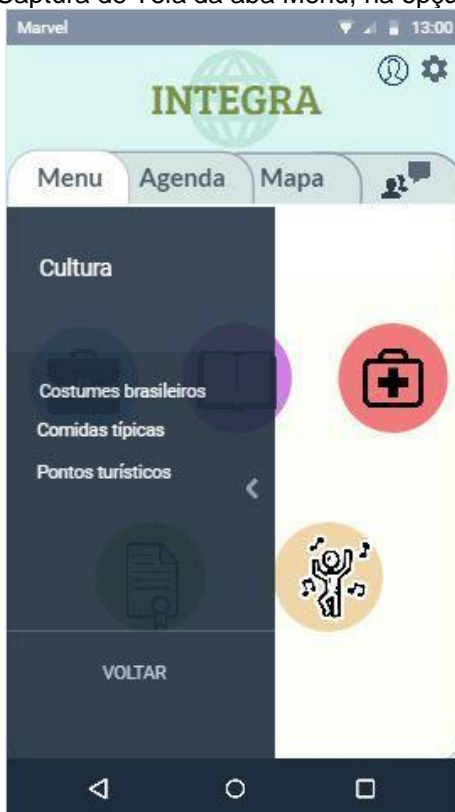 Captura de Tela da aba Menu, na opç
Marvel 13:00
INTEGRA
Menu Agenda Mapa
Cultura
Costumes brasileiros
Comidas típicas
Pontos turísticos
VOLTAR